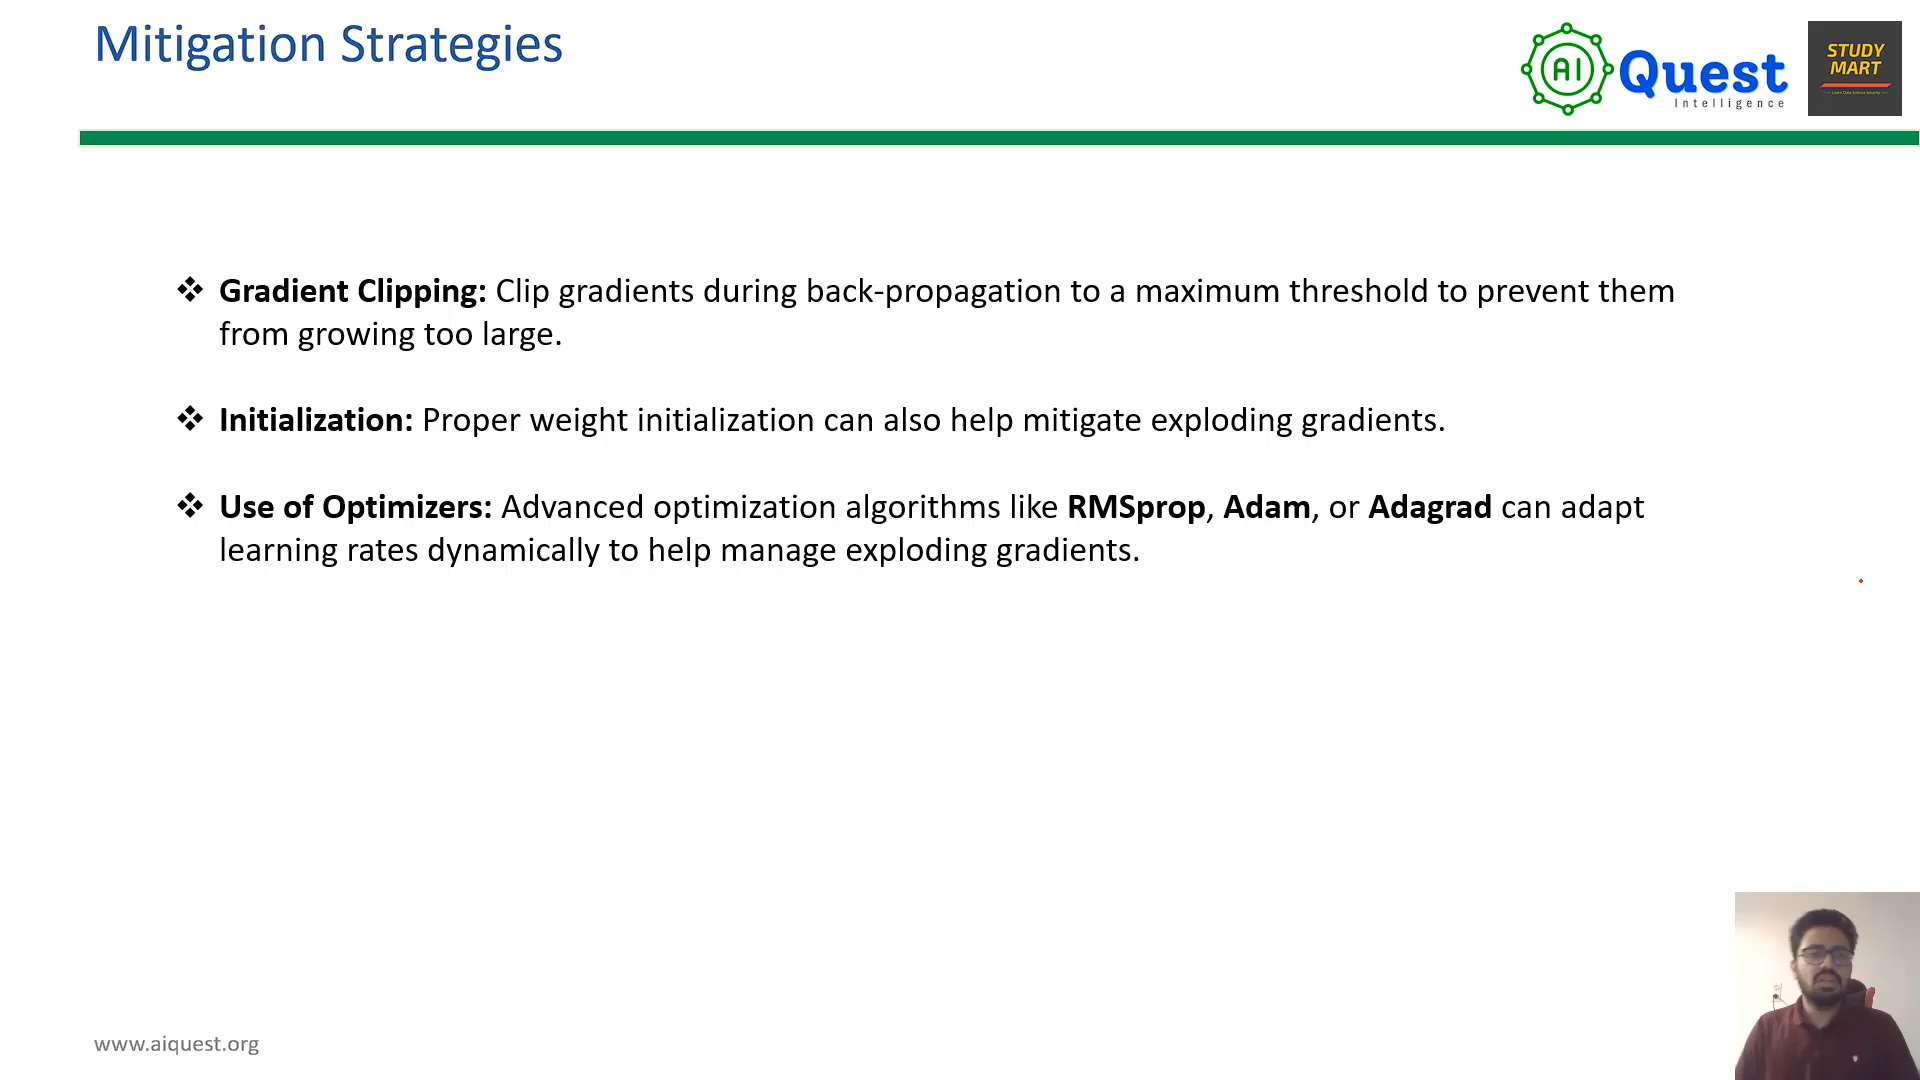 Mitigation Strategies
AI Quest
Intelligence
STUDY
MART
❖ Gradient Clipping: Clip gradients during back-propagation to a maximum threshold to prevent them
from growing too large.
❖ Initialization: Proper weight initialization can also help mitigate exploding gradients.
❖ Use of Optimizers: Advanced optimization algorithms like RMSprop, Adam, or Adagrad can adapt
learning rates dynamically to help manage exploding gradients.
www.aiquest.org